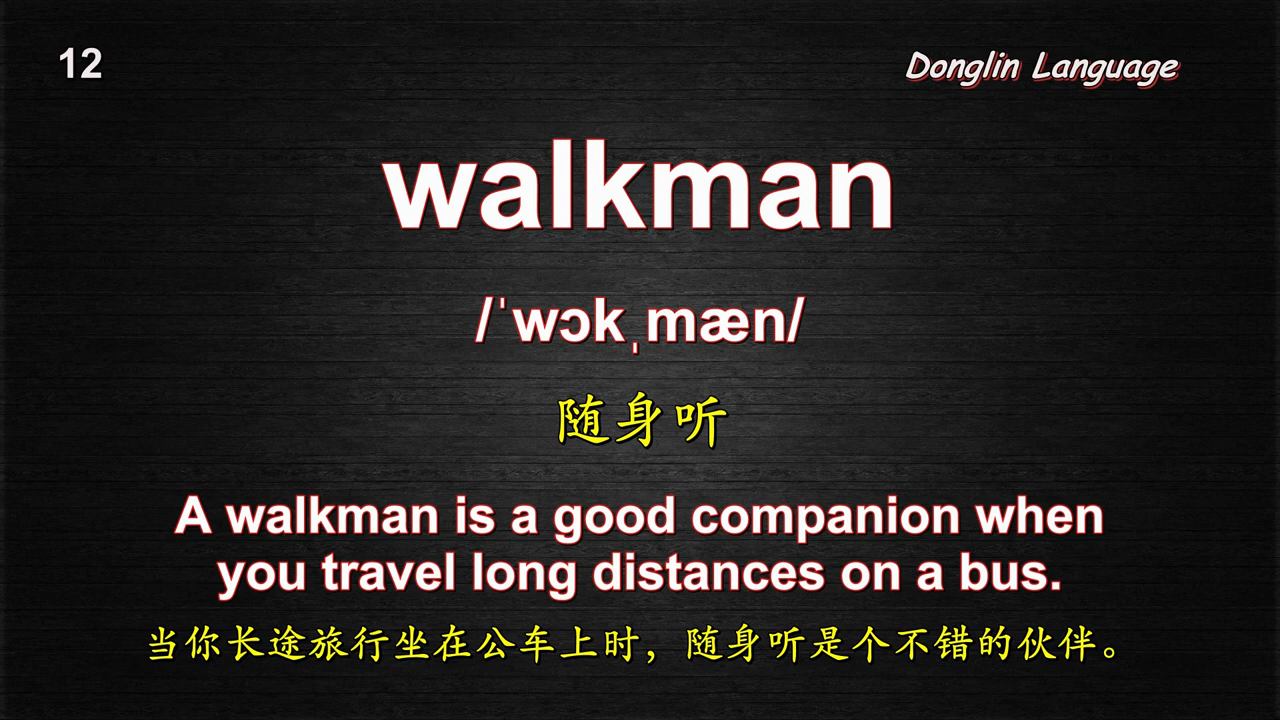 12
Donglin Language
walkman
/ˈwɔkˌmæn/
随身听
A walkman is a good companion when
you travel long distances on a bus.
当你长途旅行坐在公车上时，随身听是个不错的伙伴。